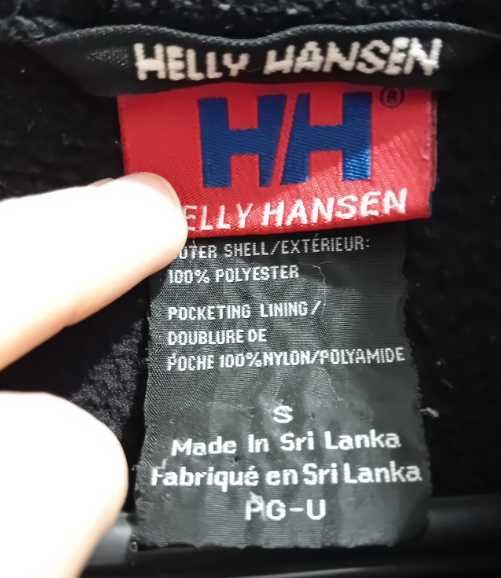 HELLY HANSEN
HH®
ELLY HANSEN
UTER SHELL/EXTÉRIEUR:
100% POLYESTER
POCKETING LINING/
DOUBLURE DE
POCHE 100%NYLON/POLYAMIDE
S
Made In Sri Lanka
Fabriqué en Sri Lanka
PG-U